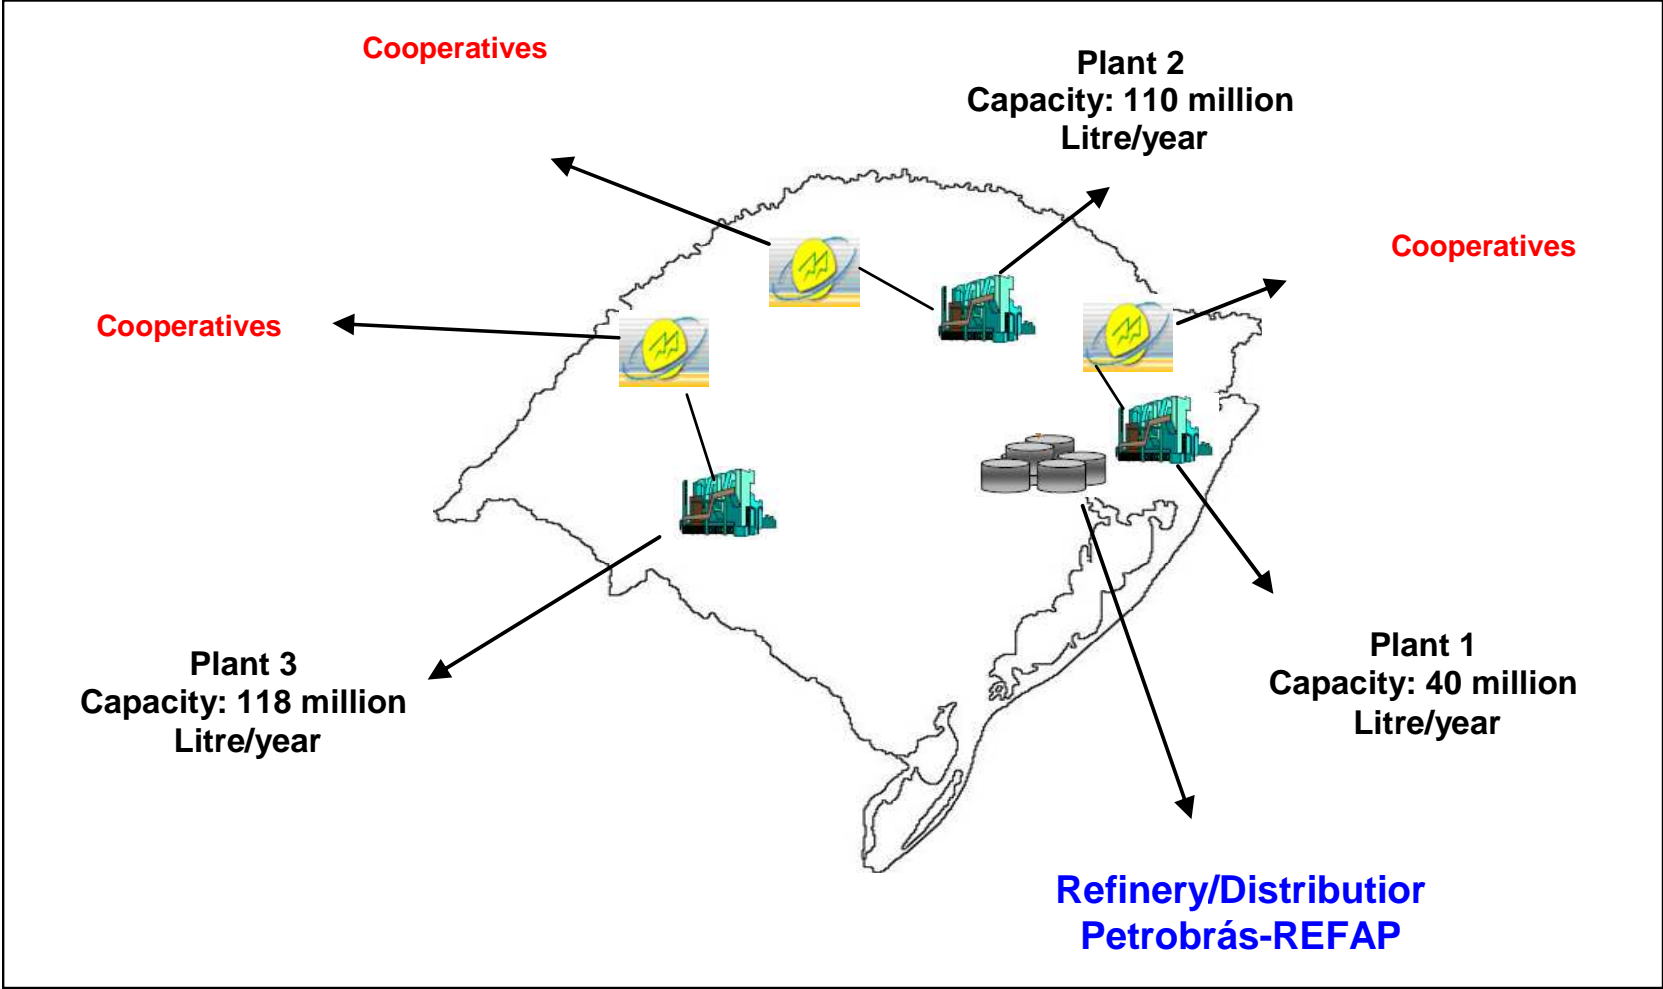 Cooperatives
Plant 2
Capacity: 110 million
Litre/year
Cooperatives
Cooperatives
Plant 3
Capacity: 118 million
Litre/year
Plant 1
Capacity: 40 million
Litre/year
Refinery/Distributior
Petrobrás-REFAP